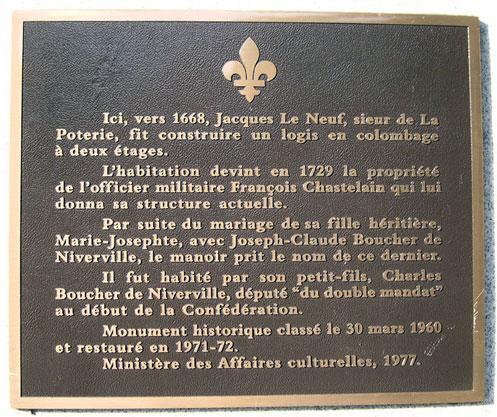 Ici, vers 1668, Jacques Le Neuf, sieur de La
Poterie, fit construire un logis en colombage
à deux étages.
L'habitation devint en 1729 la propriété
de l'officier militaire François Chastelain qui lui
donna sa structure actuelle.
Par suite du mariage de sa fille héritière,
Marie-Josephte, avec Joseph-Claude Boucher de
Niverville, le manoir prit le nom de ce dernier.
Il fut habité par son petit-fils, Charles
Boucher de Niverville, député "du double mandat"
au début de la Confédération.
Monument historique classé le 30 mars 1960
et restauré en 1971-72.
Ministère des Affaires culturelles, 1977.